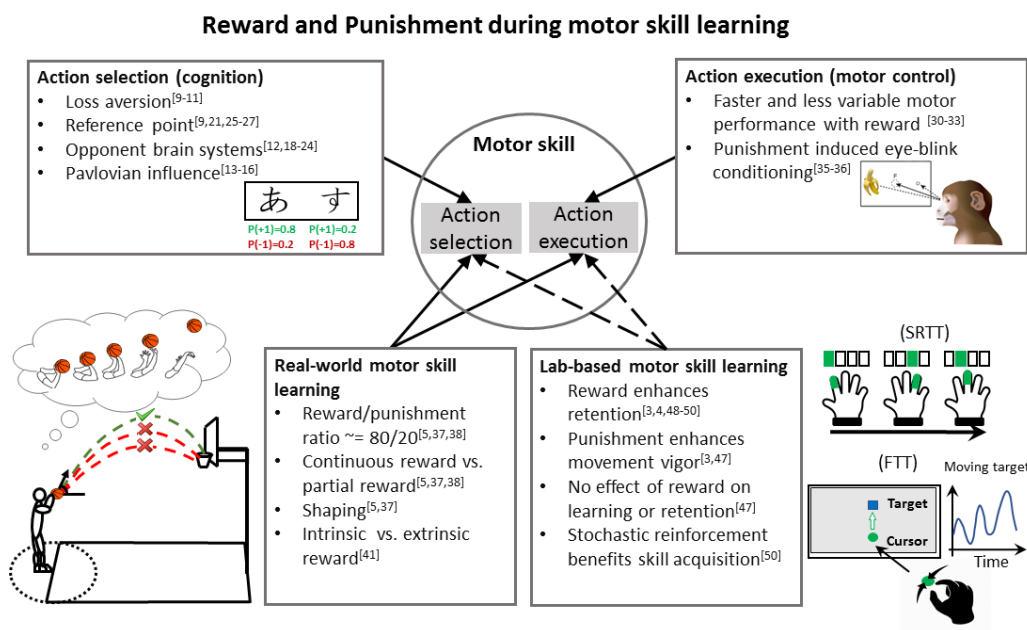 Reward and Punishment during motor skill learning
Action selection (cognition)
• Loss aversion[9-11]
• Reference point[9,21,25-27]
• Opponent brain systems[12,18-24]
• Pavlovian influence[13-16]
あ す
P(+1)=0.8 P(+1)=0.2
P(-1)=0.2 P(-1)=0.8
Motor skill
Action
selection
Action
execution
Action execution (motor control)
• Faster and less variable motor
performance with reward [30-33]
• Punishment induced eye-blink
conditioning[35-36]
Real-world motor skill
learning
• Reward/punishment
ratio ~= 80/20[5,37,38]
• Continuous reward vs.
partial reward[5,37,38]
• Shaping[5,37]
• Intrinsic vs. extrinsic
reward[41]
Lab-based motor skill learning
• Reward enhances
retention[3,4,48-50]
• Punishment enhances
movement vigor[3,47]
• No effect of reward on
learning or retention[47]
• Stochastic reinforcement
benefits skill acquisition[50]
(SRTT)
(FTT)
Target
Cursor
Moving target
Time